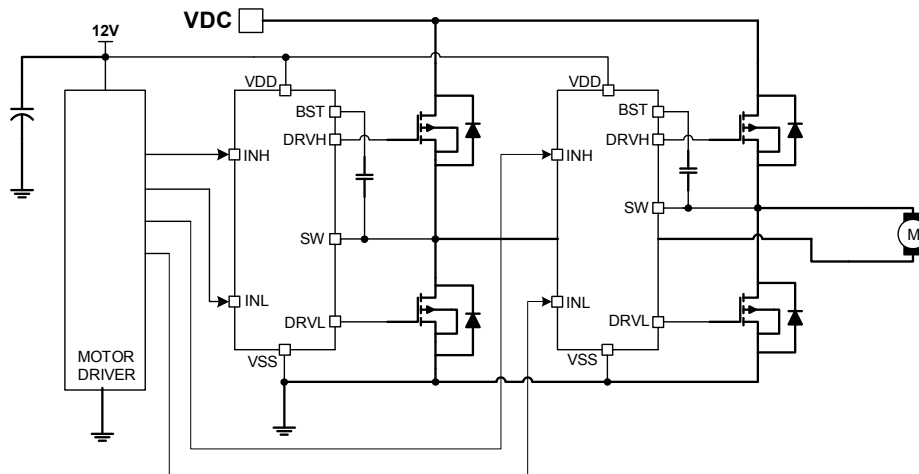 VDC
12V
VDD
BST
DRVH
INH
SW
INL
DRVL
VSS
MOTOR
DRIVER
VDD
BST
DRVH
INH
SW
INL
DRVL
VSS
M